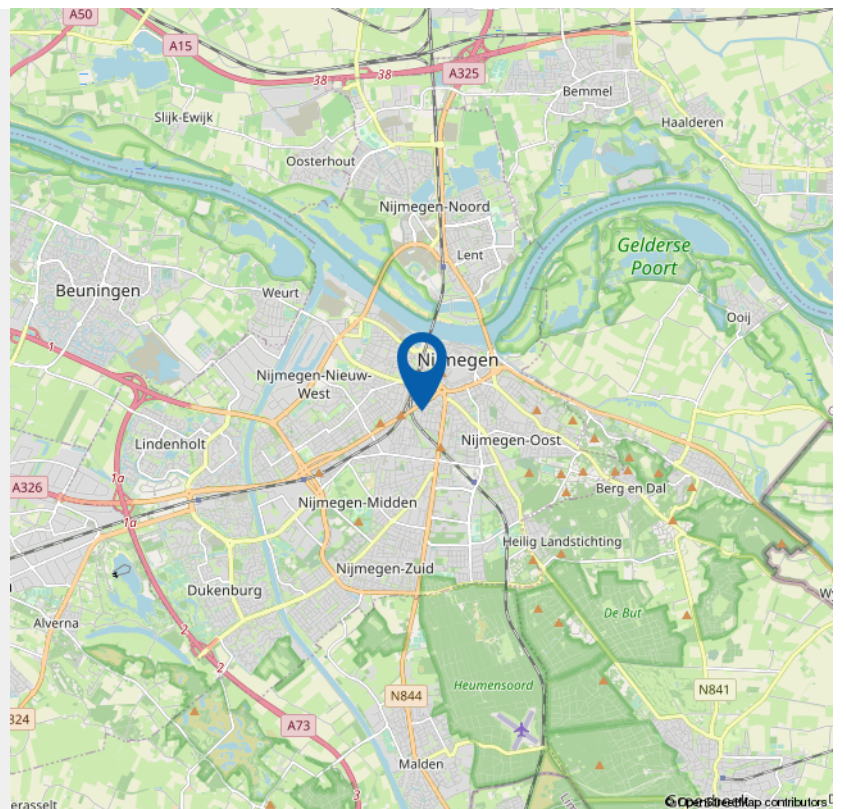 A50
A15
38
38
A325
Bemmel
Slijk-Ewijk
Haalderen
Oosterhout
Nijmegen-Noord
Gelderse
Poort
Lent
Beuningen
Weurt
Ooij
1
Nijmegen
Nijmegen-Nieuw-
West
Lindenholt
Nijmegen-Oost
1a
A326
Berg en Dal
Nijmegen-Midden
1a
Heilig Landstichting
Nijmegen-Zuid
Dukenburg
De But
Alverna
2
2
Heumensoord
N844
N841
324
A73
Malden
3
erasselt
© OpenStreetMap contributors